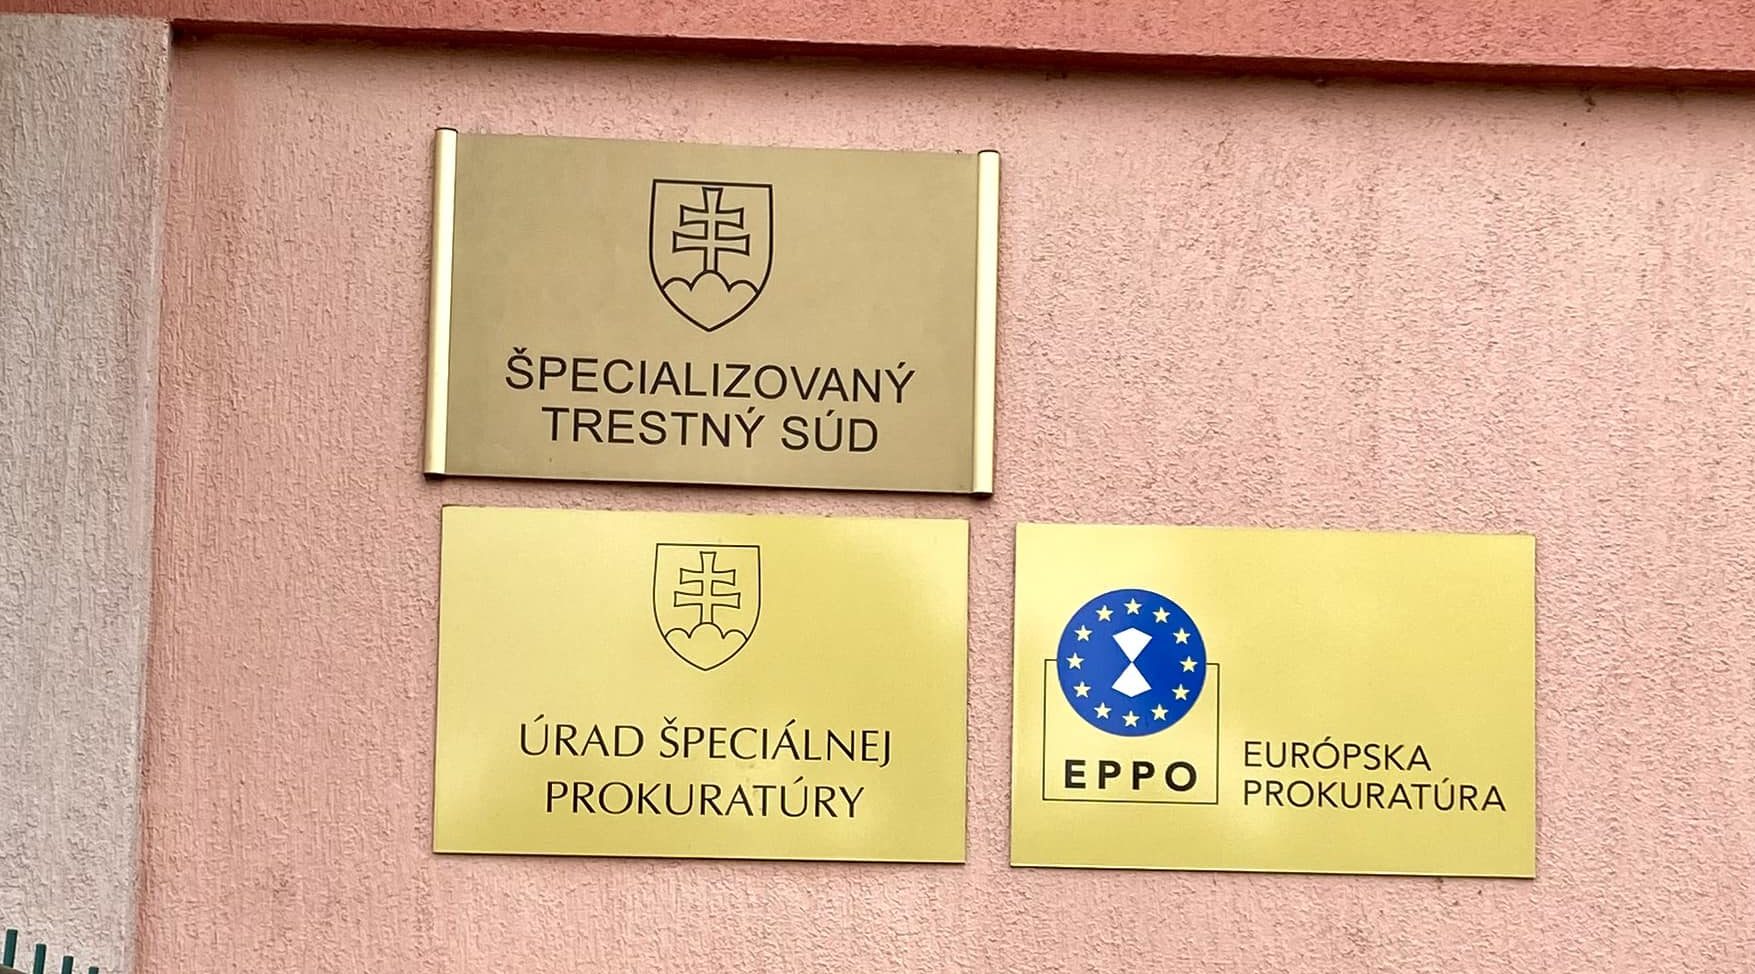 ŠPECIALIZOVANÝ
TRESTNÝ SÚD
ÚRAD ŠPECIÁLNEJ
PROKURATÚRY
EPPO
EURÓPSKA
PROKURATÚRA